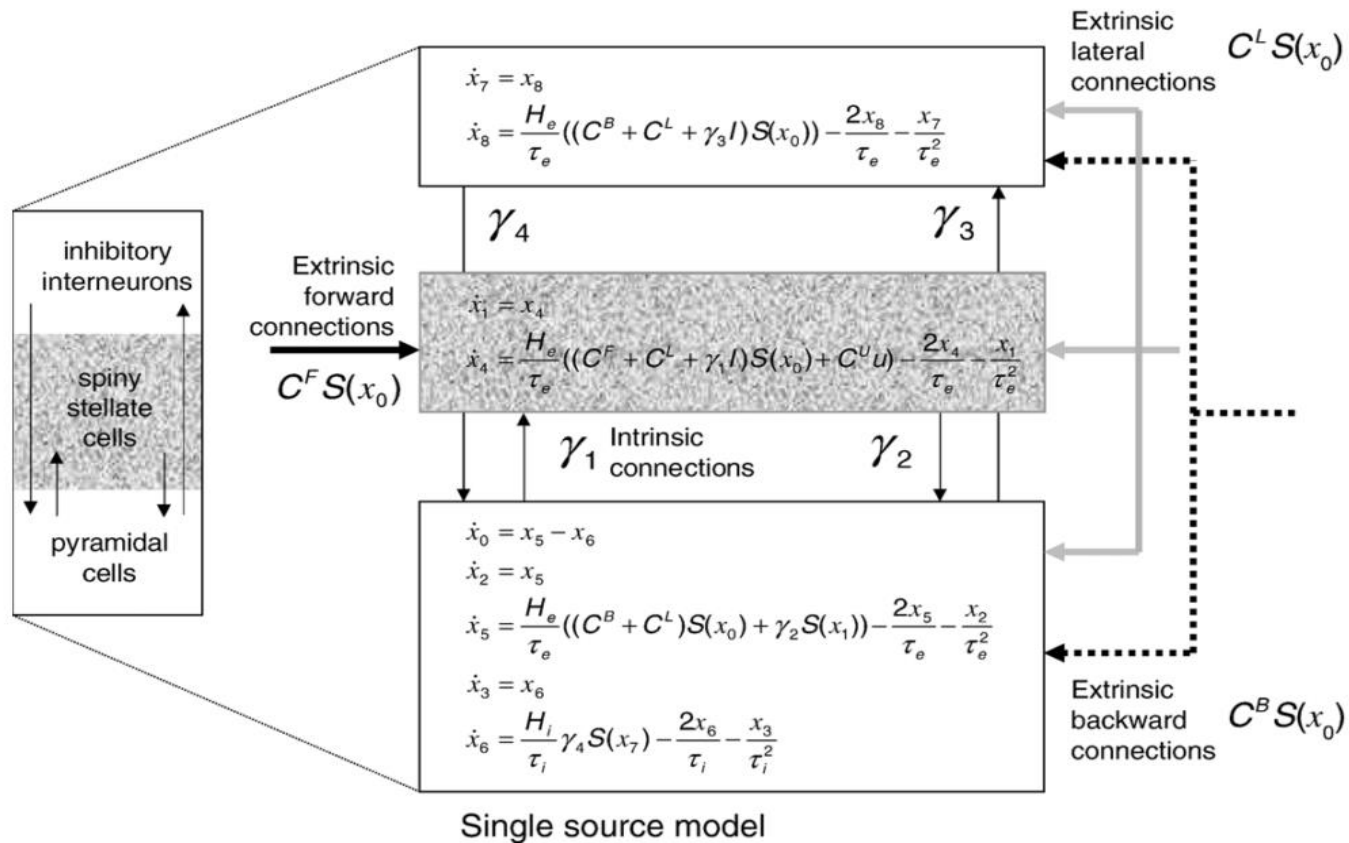 Extrinsic
lateral
connections
C^L S(x_0)
ẋ_7 = x_8
ẋ_8 = H_e/τ_e ((C^B + C^L + γ_3 I)S(x_0)) − 2x_8/τ_e − x_7/τ_e^2
γ_4
γ_3
inhibitory
interneurons
spiny
stellate
cells
pyramidal
cells
Extrinsic
forward
connections
C^F S(x_0)
ẋ_1 = x_4
ẋ_4 = H_e/τ_e ((C^F + C^L + γ_1 I)S(x_0) + C^U u) − 2x_4/τ_e − x_1/τ_e^2
γ_1
Intrinsic
connections
γ_2
ẋ_0 = x_5 − x_6
ẋ_2 = x_5
ẋ_5 = H_e/τ_e ((C^B + C^L)S(x_0) + γ_2 S(x_1)) − 2x_5/τ_e − x_2/τ_e^2
ẋ_3 = x_6
ẋ_6 = H_i/τ_i γ_4 S(x_7) − 2x_6/τ_i − x_3/τ_i^2
Extrinsic
backward
connections
C^B S(x_0)
Single source model